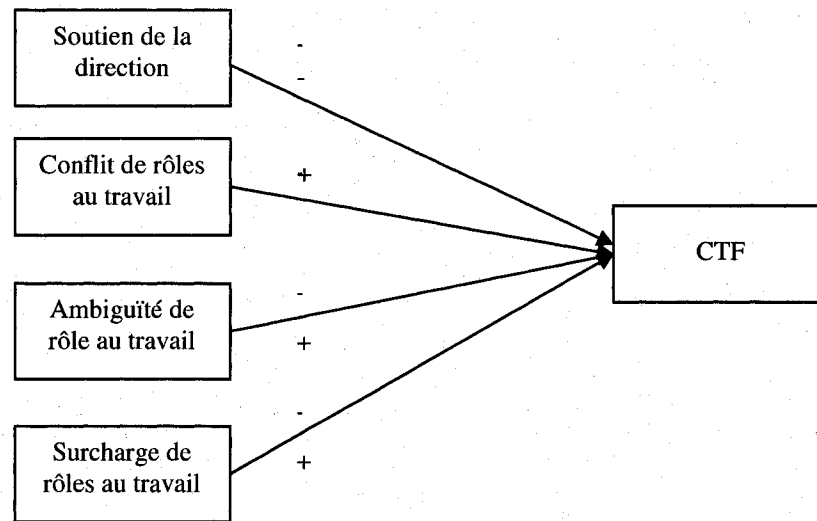 Soutien de la
direction
-
-
Conflit de rôles
au travail
+
CTF
Ambiguïté de
rôle au travail
-
+
Surcharge de
rôles au travail
-
+